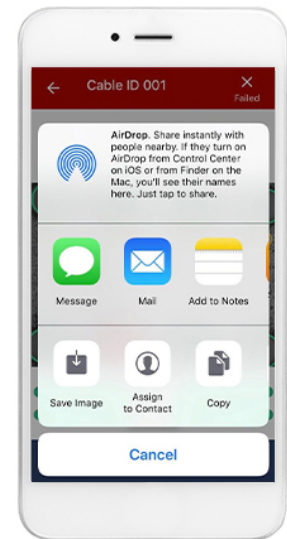 Cable ID 001
Failed
AirDrop. Share instantly with
people nearby. If they turn on
AirDrop from Control Center
on iOS or from Finder on the
Mac, you'll see their names
here. Just tap to share.
Message
Mail
Add to Notes
Save Image
Assign
to Contact
Copy
Cancel